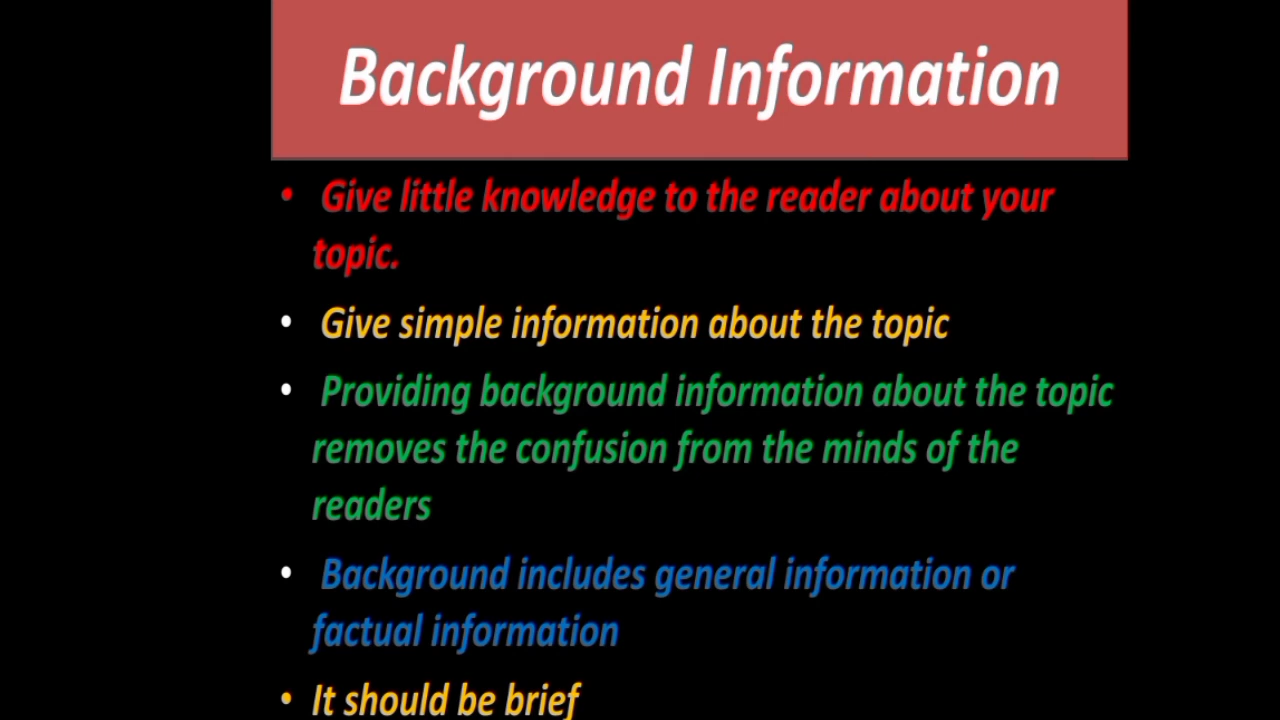 Background Information
• Give little knowledge to the reader about your
topic.
• Give simple information about the topic
• Providing background information about the topic
removes the confusion from the minds of the
readers
• Background includes general information or
factual information
• It should be brief